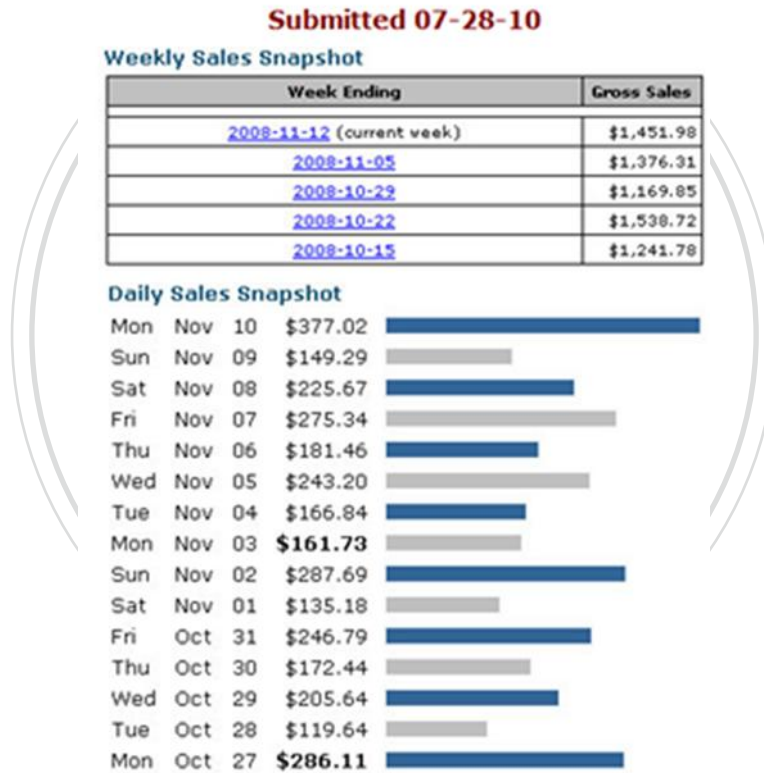 Submitted 07-28-10
Weekly Sales Snapshot
Week Ending Gross Sales
2008-11-12 (current week) $1,451.98
2008-11-05 $1,376.31
2008-10-29 $1,169.85
2008-10-22 $1,538.72
2008-10-15 $1,241.78
Daily Sales Snapshot
Mon Nov 10 $377.02
Sun Nov 09 $149.29
Sat Nov 08 $225.67
Fri Nov 07 $275.34
Thu Nov 06 $181.46
Wed Nov 05 $243.20
Tue Nov 04 $166.84
Mon Nov 03 $161.73
Sun Nov 02 $287.69
Sat Nov 01 $135.18
Fri Oct 31 $246.79
Thu Oct 30 $172.44
Wed Oct 29 $205.64
Tue Oct 28 $119.64
Mon Oct 27 $286.11